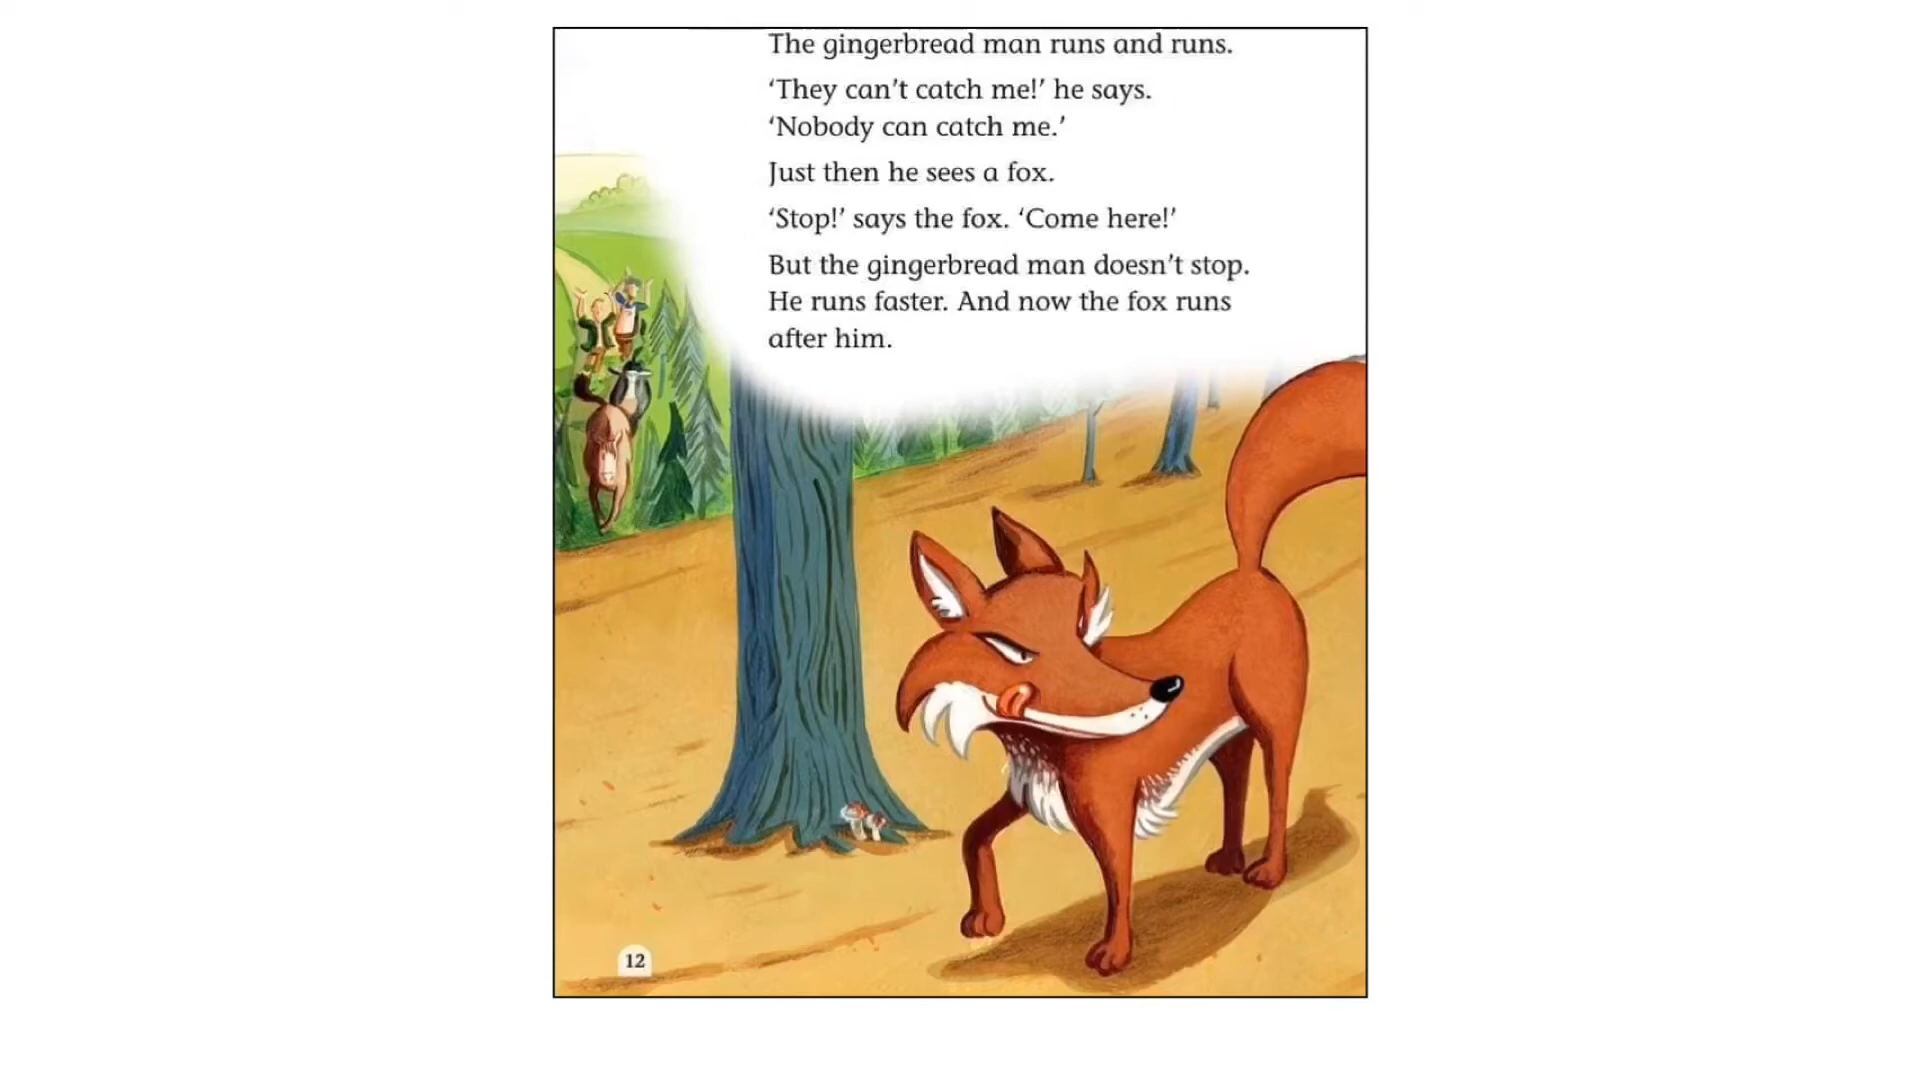 The gingerbread man runs and runs.
‘They can’t catch me!’ he says.
‘Nobody can catch me.’
Just then he sees a fox.
‘Stop!’ says the fox. ‘Come here!’
But the gingerbread man doesn’t stop.
He runs faster. And now the fox runs
after him.
12